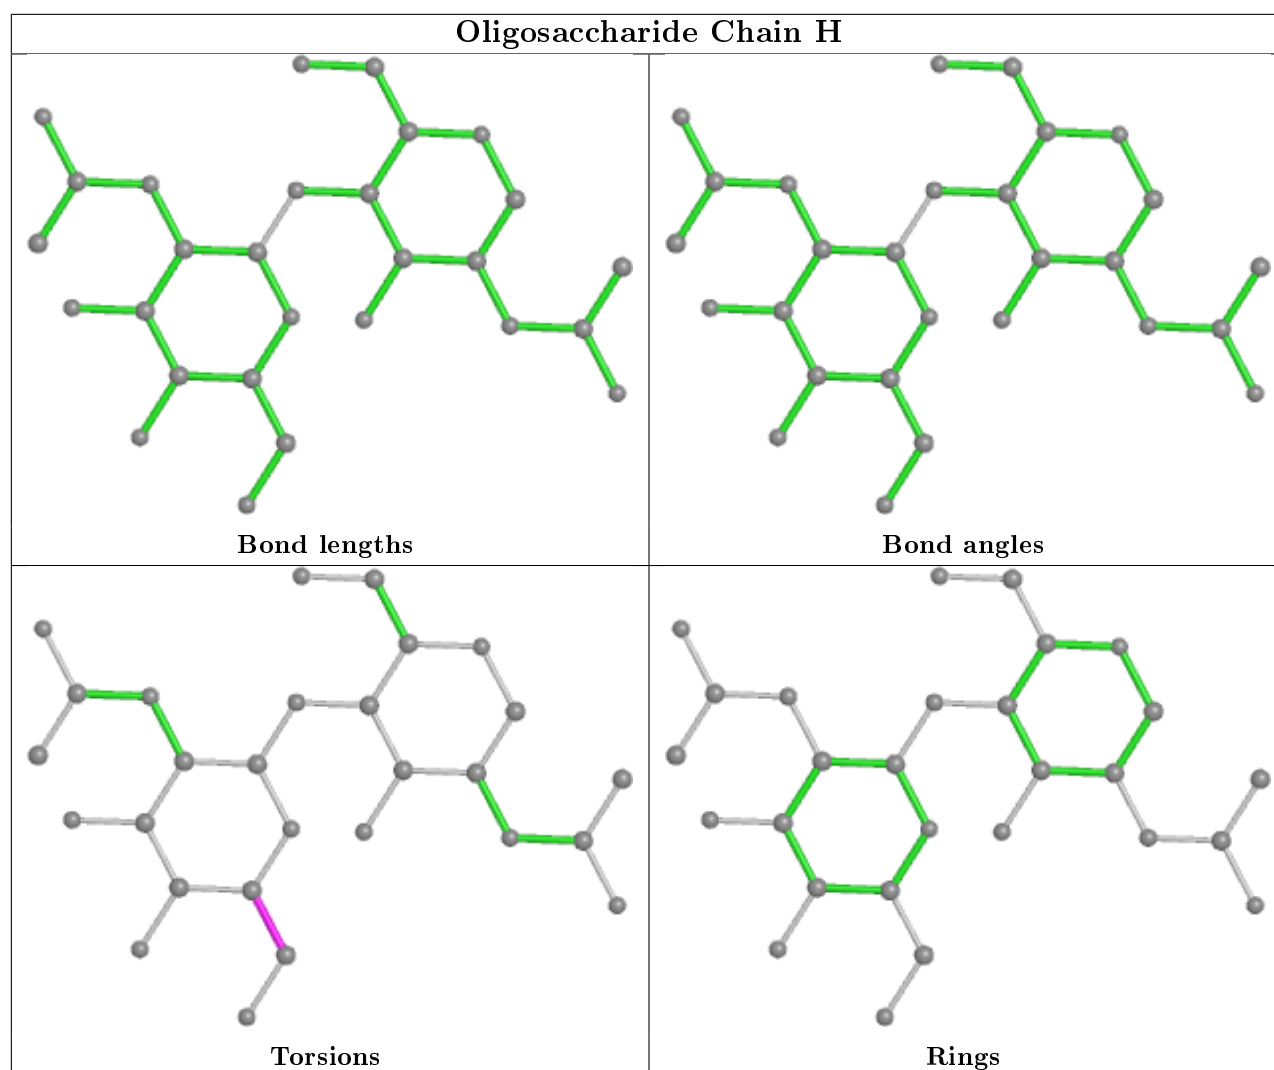 Oligosaccharide Chain H
Bond lengths
Bond angles
Torsions
Rings